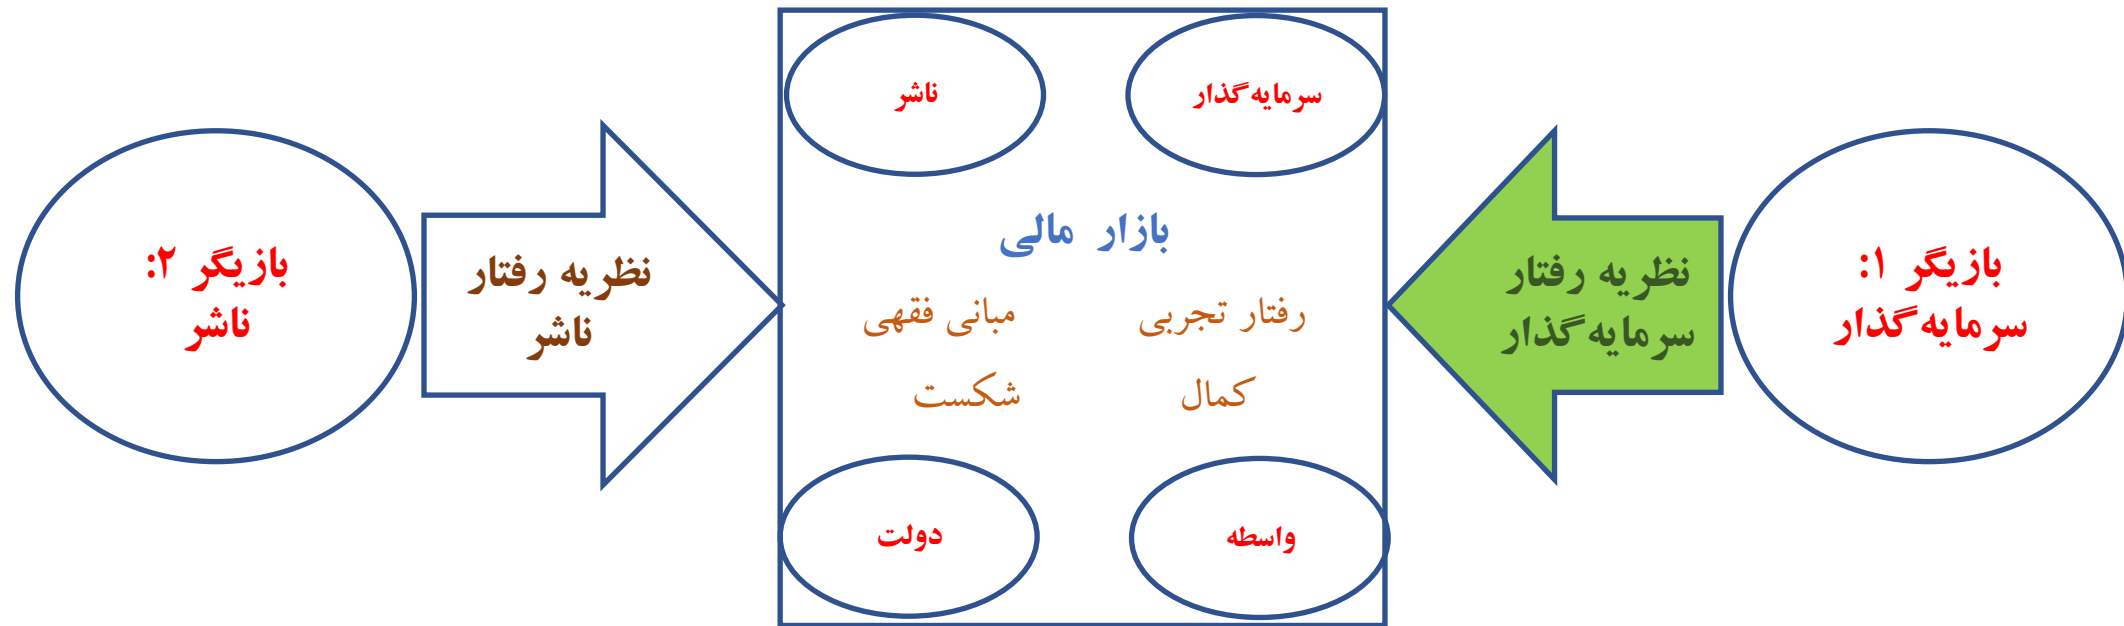 سرمایه‌گذار
ناشر
بازیگر ۱:
سرمایه‌گذار
نظریه رفتار
سرمایه‌گذار
بازار مالی
رفتار تجربی
مبانی فقهی
کمال
شکست
نظریه رفتار
ناشر
بازیگر ۲:
ناشر
واسطه
دولت